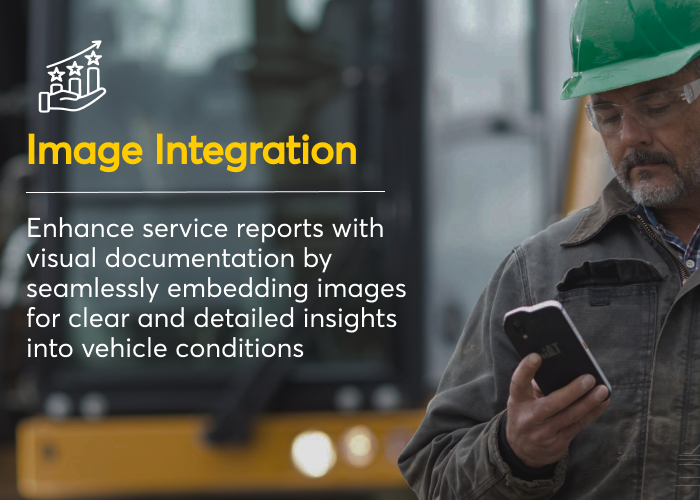 Image Integration
Enhance service reports with
visual documentation by
seamlessly embedding images
for clear and detailed insights
into vehicle conditions
CAT